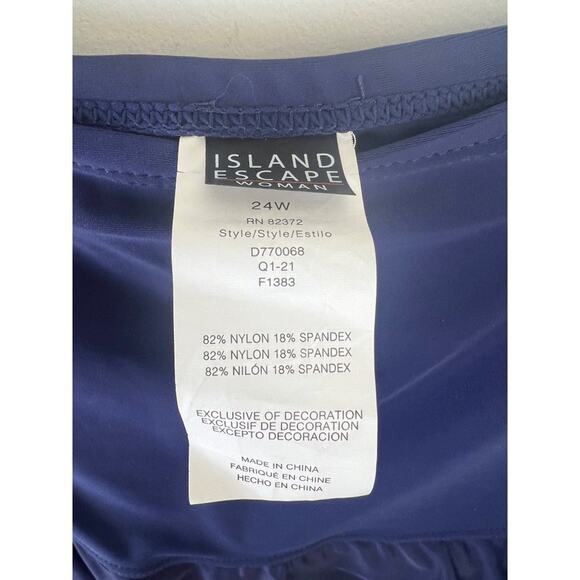 ISLAND
ESCAPE
WOMAN
24W
RN 82372
Style/Style/Estilo
D770068
Q1-21
F1383
82% NYLON 18% SPANDEX
82% NYLON 18% SPANDEX
82% NILÓN 18% SPANDEX
EXCLUSIVE OF DECORATION
EXCLUSIF DE DECORATION
EXCEPTO DECORACION
MADE IN CHINA
FABRIQUÉ EN CHINE
HECHO EN CHINA